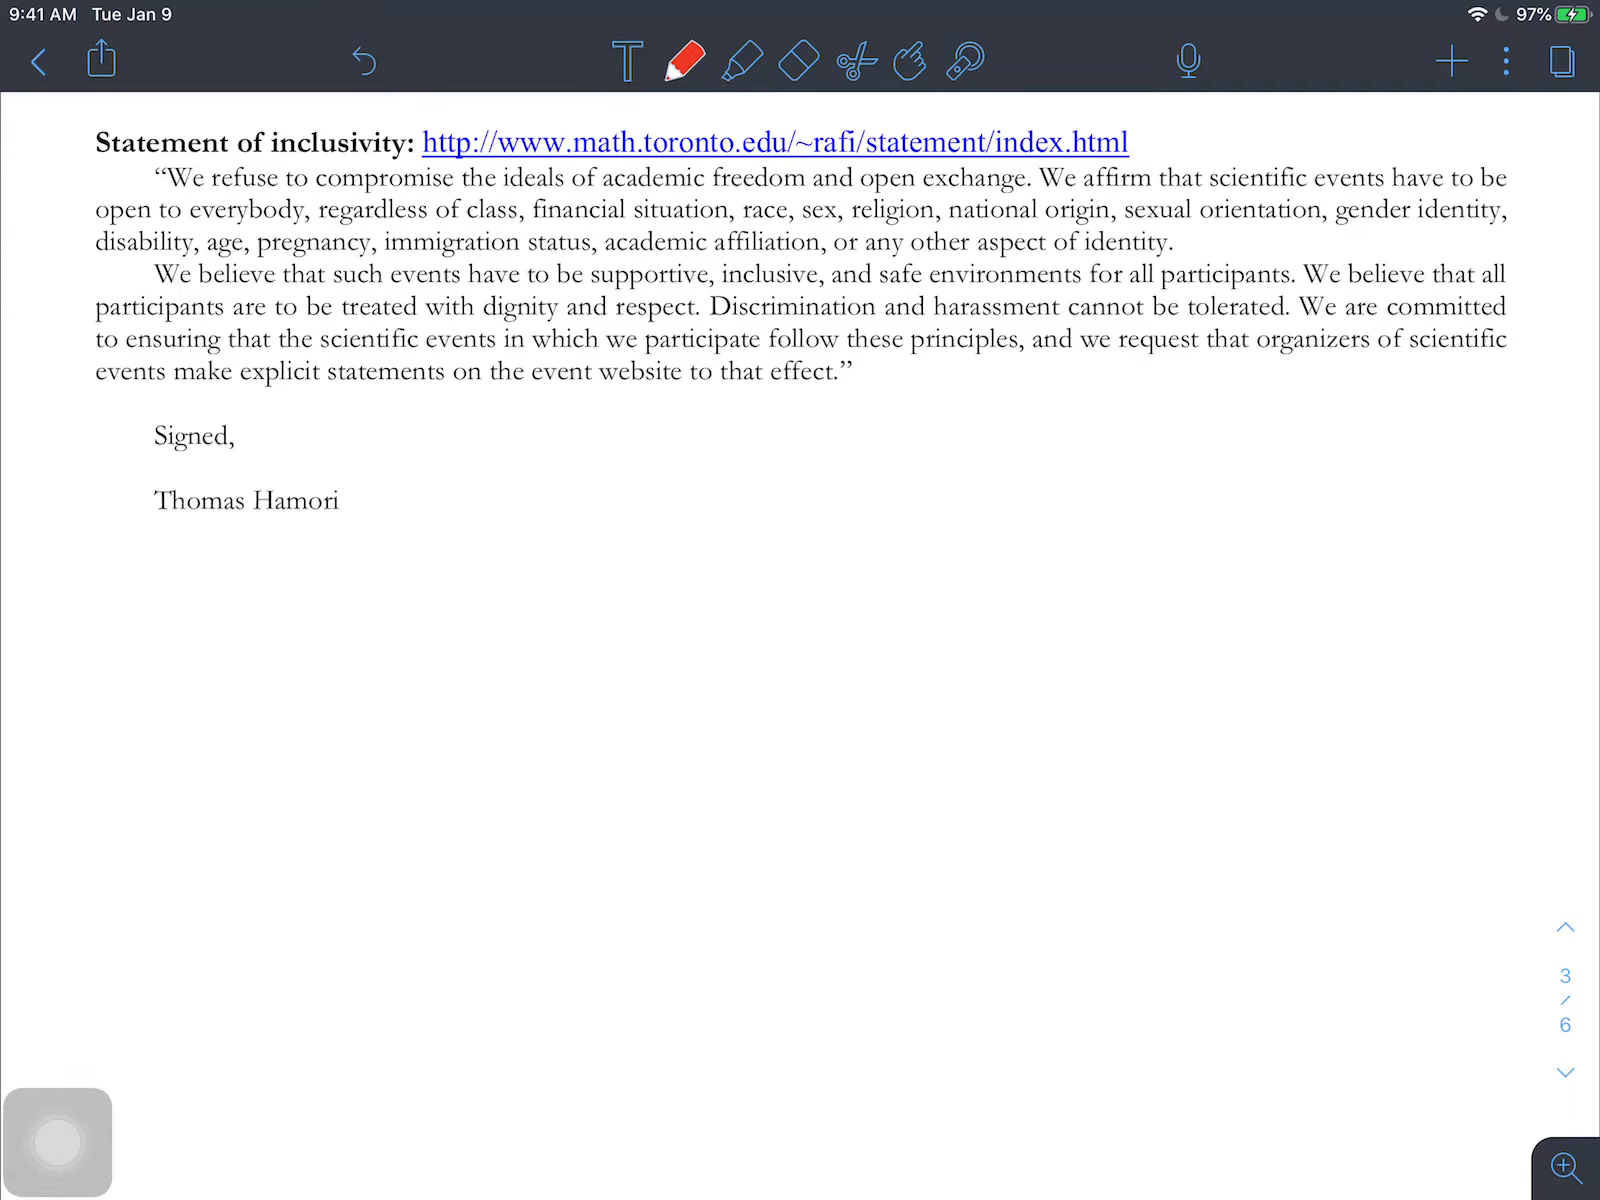 9:41 AM Tue Jan 9
97%
Statement of inclusivity: http://www.math.toronto.edu/~rafi/statement/index.html
“We refuse to compromise the ideals of academic freedom and open exchange. We affirm that scientific events have to be
open to everybody, regardless of class, financial situation, race, sex, religion, national origin, sexual orientation, gender identity,
disability, age, pregnancy, immigration status, academic affiliation, or any other aspect of identity.
We believe that such events have to be supportive, inclusive, and safe environments for all participants. We believe that all
participants are to be treated with dignity and respect. Discrimination and harassment cannot be tolerated. We are committed
to ensuring that the scientific events in which we participate follow these principles, and we request that organizers of scientific
events make explicit statements on the event website to that effect.”
Signed,
Thomas Hamori
3
/
6